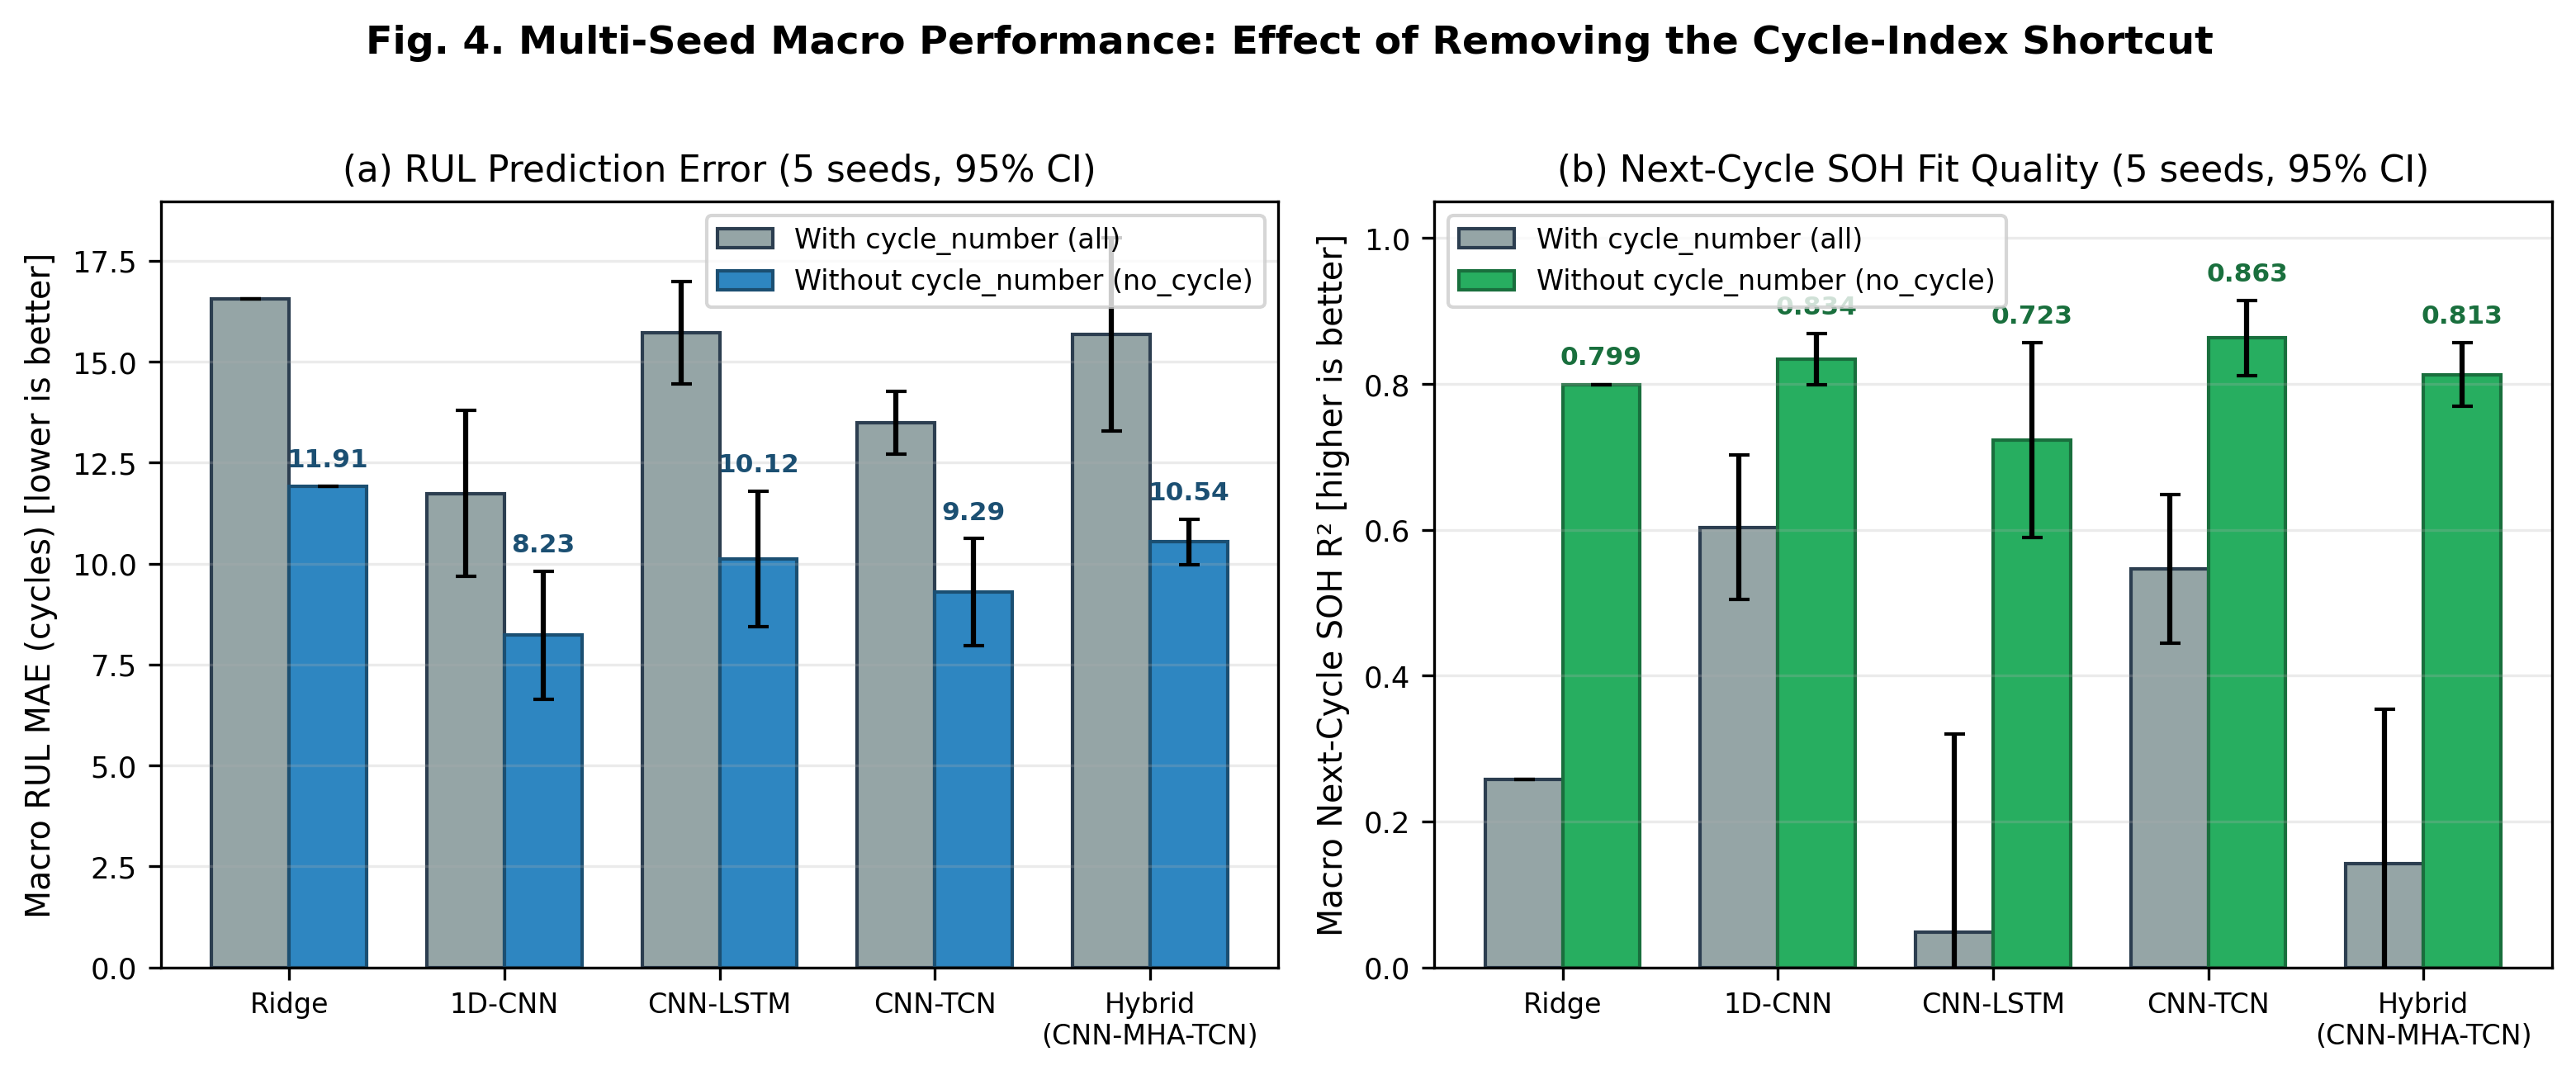 Fig. 4. Multi-Seed Macro Performance: Effect of Removing the Cycle-Index Shortcut
(a) RUL Prediction Error (5 seeds, 95% CI)
Macro RUL MAE (cycles) [lower is better]
17.5
15.0
12.5
10.0
7.5
5.0
2.5
0.0
With cycle_number (all)
Without cycle_number (no_cycle)
11.91
8.23
10.12
9.29
10.54
Ridge
1D-CNN
CNN-LSTM
CNN-TCN
Hybrid
(CNN-MHA-TCN)
(b) Next-Cycle SOH Fit Quality (5 seeds, 95% CI)
Macro Next-Cycle SOH R² [higher is better]
1.0
0.8
0.6
0.4
0.2
0.0
With cycle_number (all)
Without cycle_number (no_cycle)
0.799
0.834
0.723
0.863
0.813
Ridge
1D-CNN
CNN-LSTM
CNN-TCN
Hybrid
(CNN-MHA-TCN)